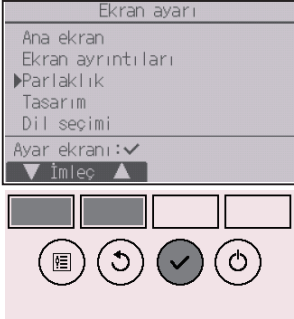 Ekran ayarı
Ana ekran
Ekran ayrıntıları
▶Parlaklık
Tasarım
Dil seçimi
Ayar ekranı:✓
▼ İmleç ▲